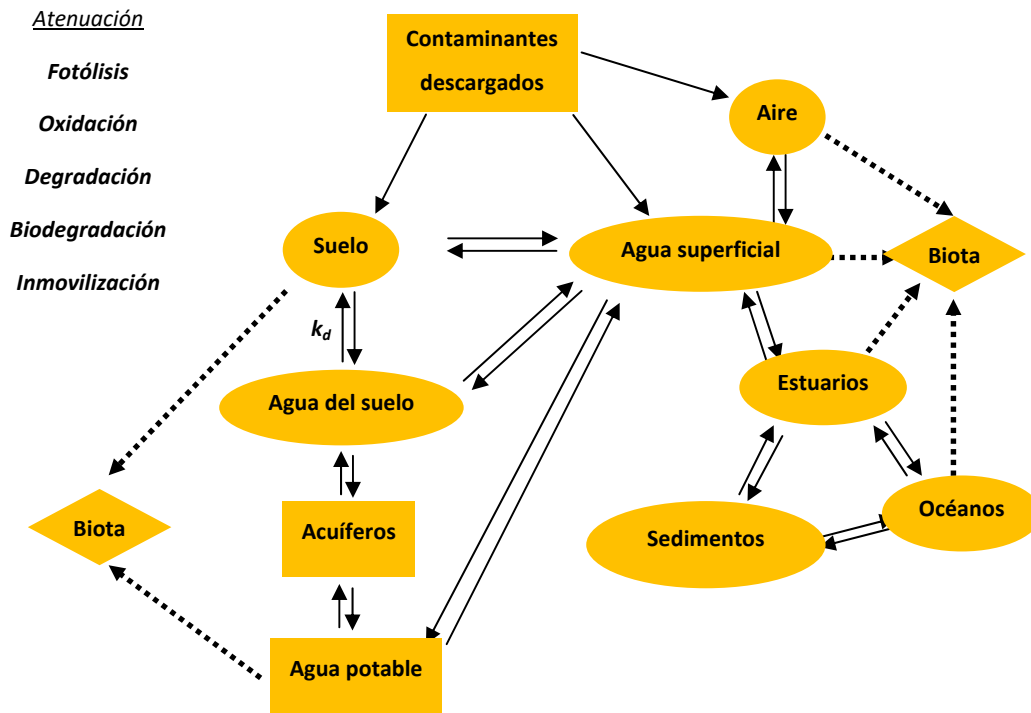 Atenuación
Fotólisis
Oxidación
Degradación
Biodegradación
Inmovilización
Contaminantes
descargados
Aire
Suelo
Agua superficial
Biota
k_d
Estuarios
Agua del suelo
Océanos
Biota
Acuíferos
Sedimentos
Agua potable